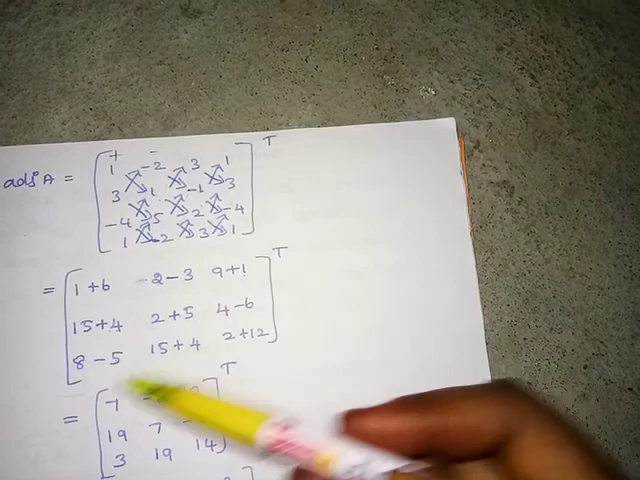 + -
1 -2 3 1
adj A = 3 1 -1 3 T
-4 5 2 -4
1 -2 3 1
= 1+6 -2-3 9+1 T
15+4 2+5 4-6
8-5 15+4 2+12
= 7 T
19 7 -
3 19 14